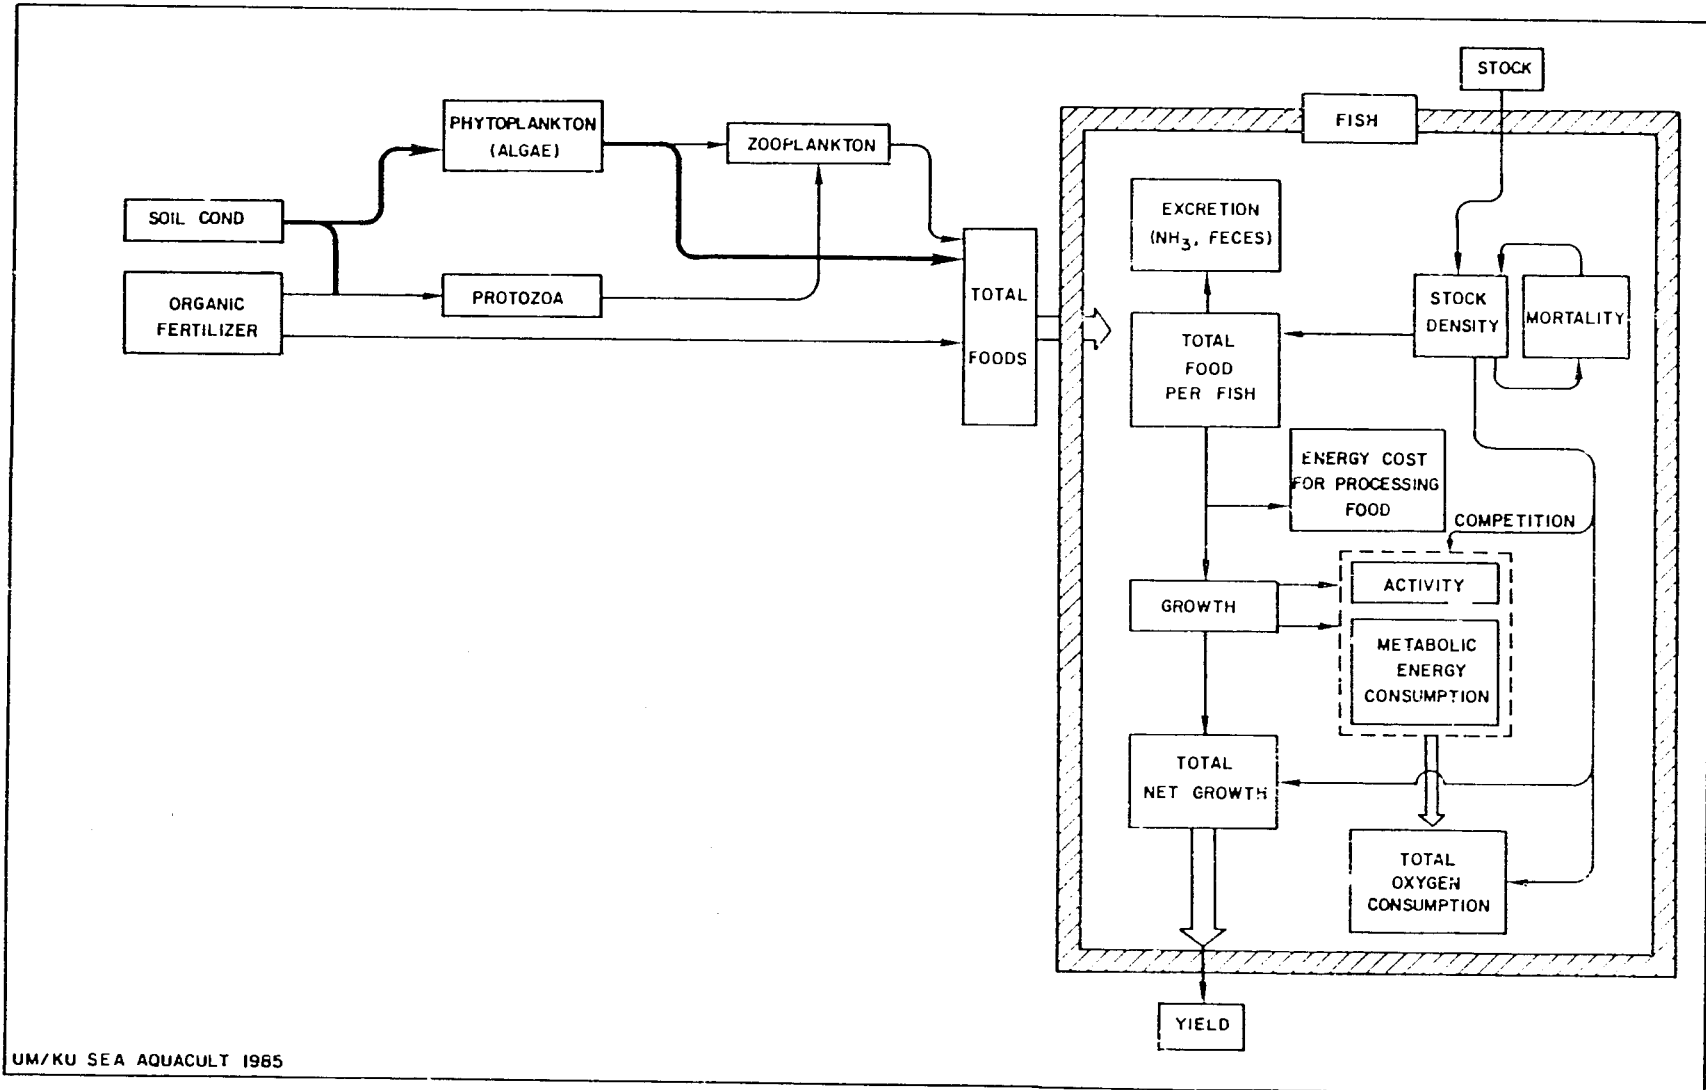 STOCK
FISH
PHYTOPLANKTON
(ALGAE)
ZOOPLANKTON
SOIL COND
ORGANIC
FERTILIZER
PROTOZOA
TOTAL
FOODS
EXCRETION
(NH3, FECES)
STOCK
DENSITY
MORTALITY
TOTAL
FOOD
PER FISH
ENERGY COST
FOR PROCESSING
FOOD
COMPETITION
ACTIVITY
GROWTH
METABOLIC
ENERGY
CONSUMPTION
TOTAL
NET GROWTH
TOTAL
OXYGEN
CONSUMPTION
YIELD
UM/KU SEA AQUACULT 1985